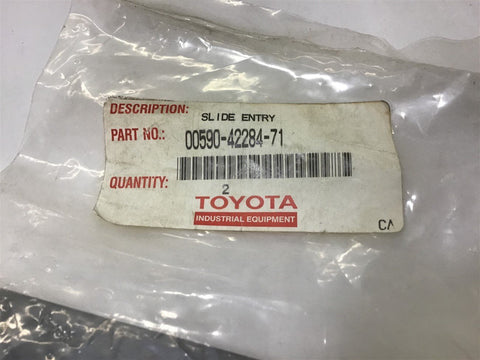 DESCRIPTION: SLIDE ENTRY
PART NO.: 00590-42284-71
QUANTITY: 2
TOYOTA
INDUSTRIAL EQUIPMENT
CA